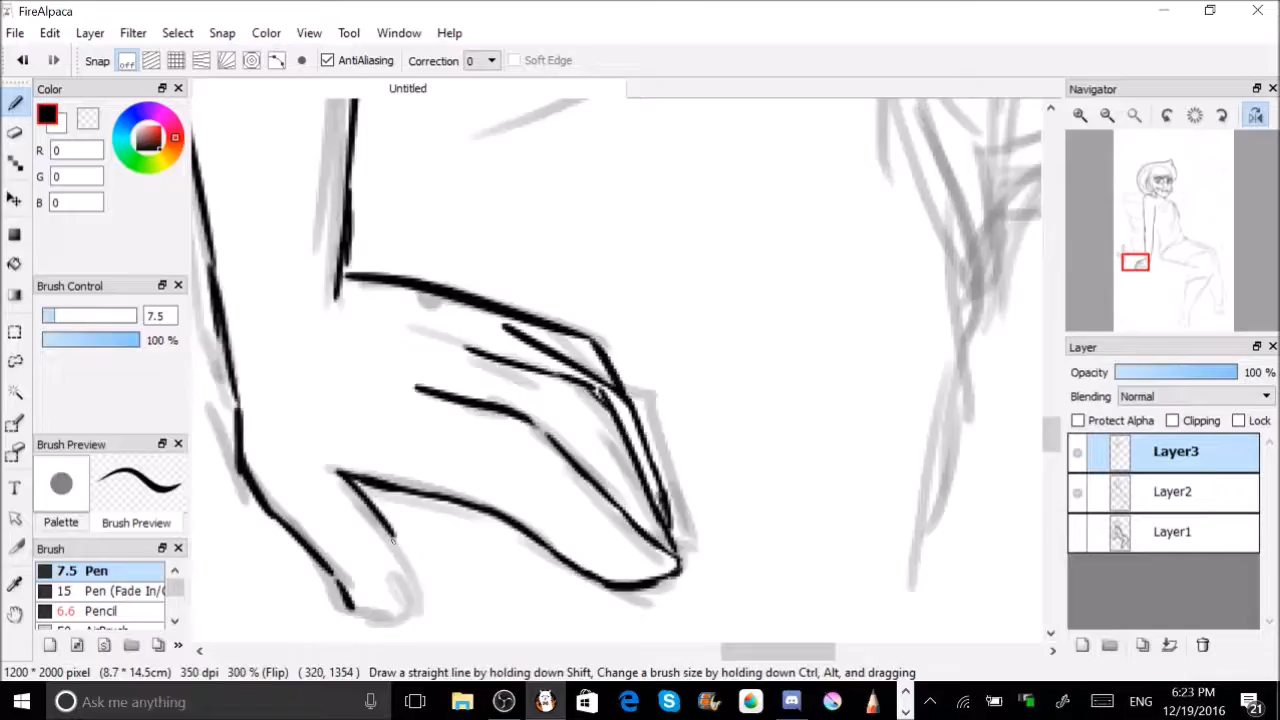 FireAlpaca
File Edit Layer Filter Select Snap Color View Tool Window Help
Snap off AntiAliasing Correction 0 Soft Edge
Color
Untitled
Navigator
R 0
G 0
B 0
Brush Control
7.5
100 %
Layer
Opacity 100 %
Blending Normal
Protect Alpha Clipping Lock
Layer3
Layer2
Layer1
Brush Preview
Palette Brush Preview
Brush
7.5 Pen
15 Pen (Fade In/
6.6 Pencil
1200 * 2000 pixel (8.7 * 14.5cm) 350 dpi 300 % (Flip) ( 320, 1354 ) Draw a straight line by holding down Shift, Change a brush size by holding down Ctrl, Alt, and dragging
Ask me anything
ENG
6:23 PM
12/19/2016
21